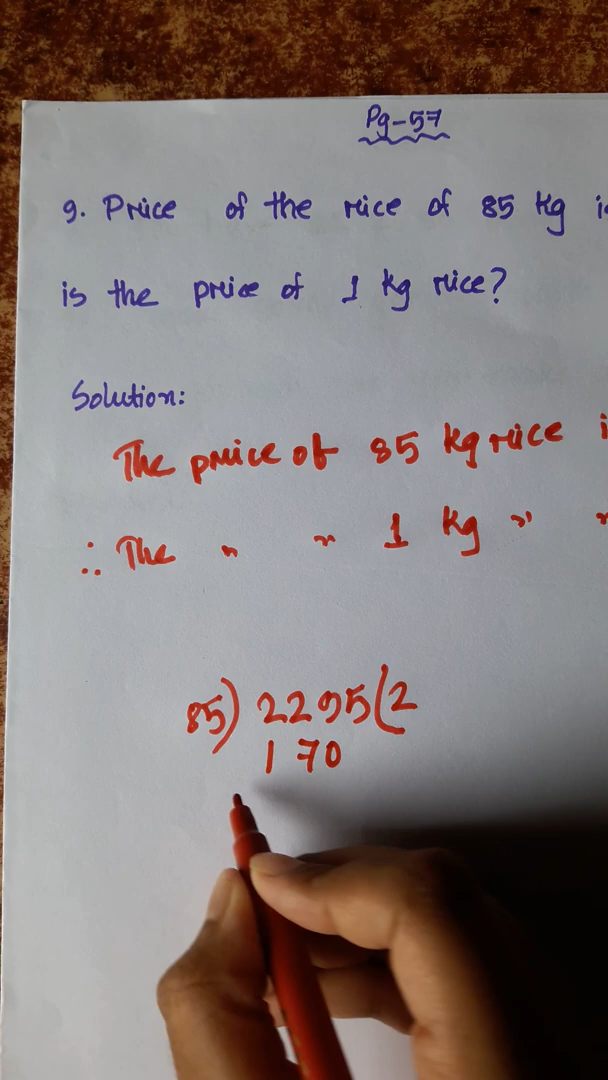 Pg-57
9. Price of the rice of 85 kg is
is the price of 1 kg rice?
Solution:
The price of 85 kg rice i
∴ The " " 1 kg " "
85) 2295 (2
170